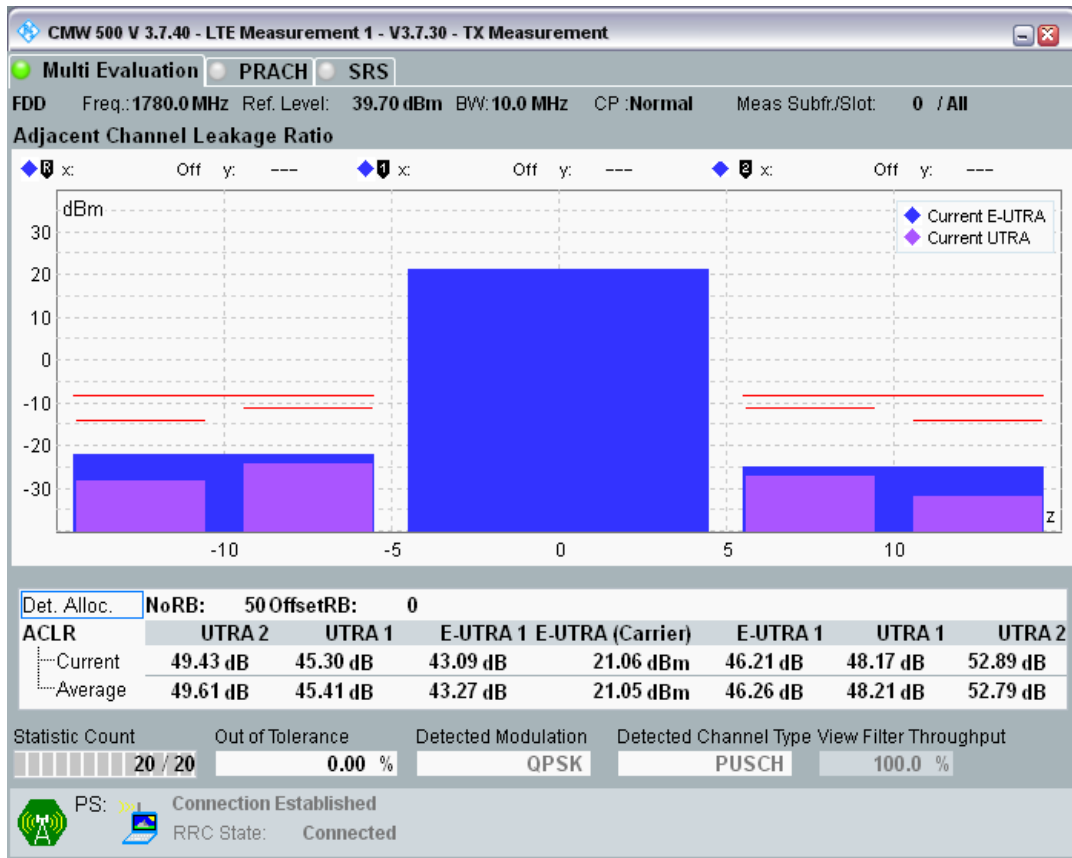 CMW 500 V 3.7.40 - LTE Measurement 1 - V3.7.30 - TX Measurement
Multi Evaluation PRACH SRS
FDD Freq.: 1780.0 MHz Ref. Level: 39.70 dBm BW: 10.0 MHz CP :Normal Meas Subfr./Slot: 0 / All
Adjacent Channel Leakage Ratio
R x: Off y: --- 1 x: Off y: --- 2 x: Off y: ---
dBm
Current E-UTRA
Current UTRA
30
20
10
0
-10
-20
-30
z
-10 -5 0 5 10
Det. Alloc. NoRB: 50 OffsetRB: 0
ACLR UTRA 2 UTRA 1 E-UTRA 1 E-UTRA (Carrier) E-UTRA 1 UTRA 1 UTRA 2
Current 49.43 dB 45.30 dB 43.09 dB 21.06 dBm 46.21 dB 48.17 dB 52.89 dB
Average 49.61 dB 45.41 dB 43.27 dB 21.05 dBm 46.26 dB 48.21 dB 52.79 dB
Statistic Count Out of Tolerance Detected Modulation Detected Channel Type View Filter Throughput
20 / 20 0.00 % QPSK PUSCH 100.0 %
PS: Connection Established
RRC State: Connected